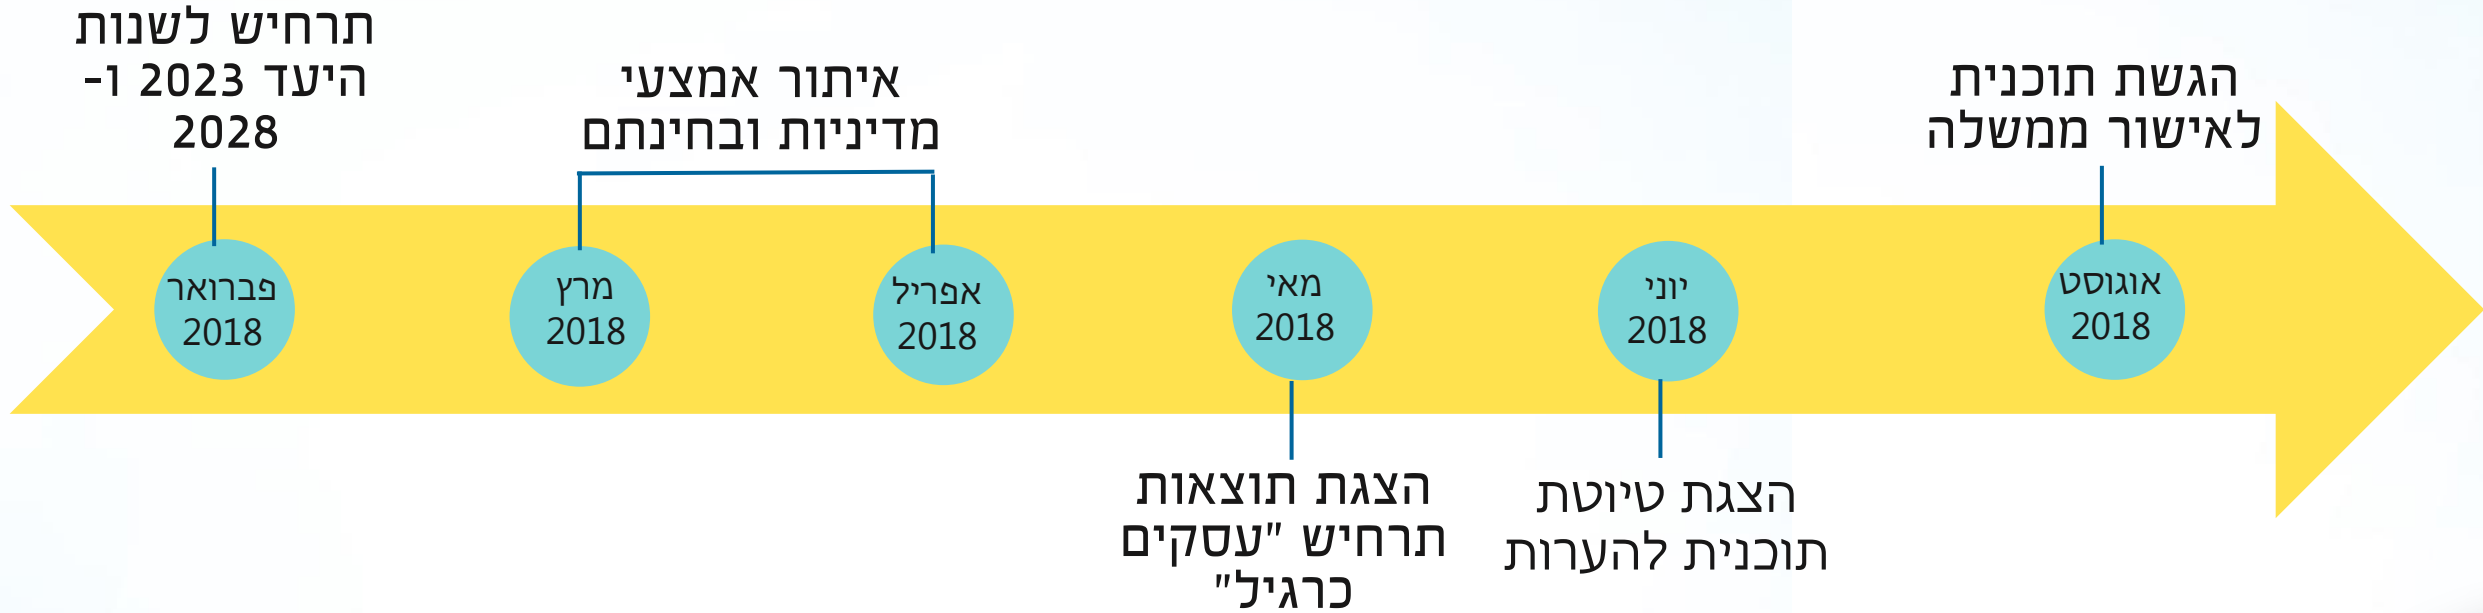 תרחיש לשנות
היעד 2023 ו-
2028
איתור אמצעי
מדיניות ובחינתם
הגשת תוכנית
לאישור ממשלה
פברואר
2018
מרץ
2018
אפריל
2018
מאי
2018
יוני
2018
אוגוסט
2018
הצגת תוצאות
תרחיש "עסקים
כרגיל"
הצגת טיוטת
תוכנית להערות